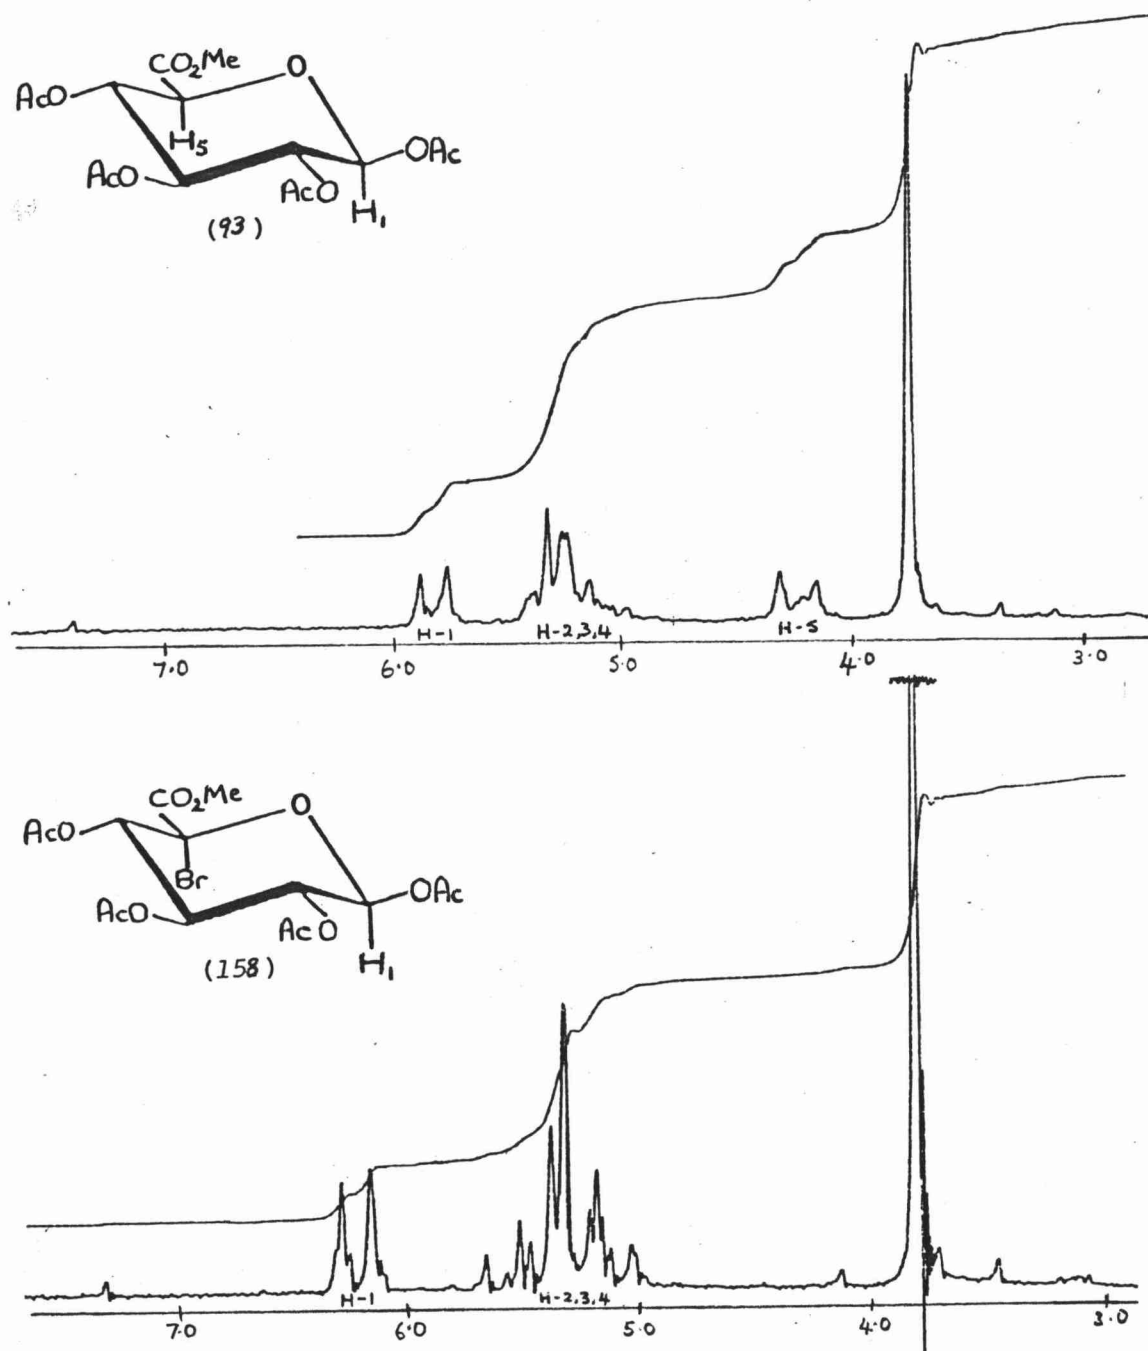 CO₂Me
O
AcO
H₅
OAc
AcO
AcO
H₁
(93)
H-1
H-2,3,4
H-5
7.0 6.0 5.0 4.0 3.0
CO₂Me
O
AcO
Br
OAc
AcO
AcO
H₁
(158)
H-1
H-2,3,4
7.0 6.0 5.0 4.0 3.0